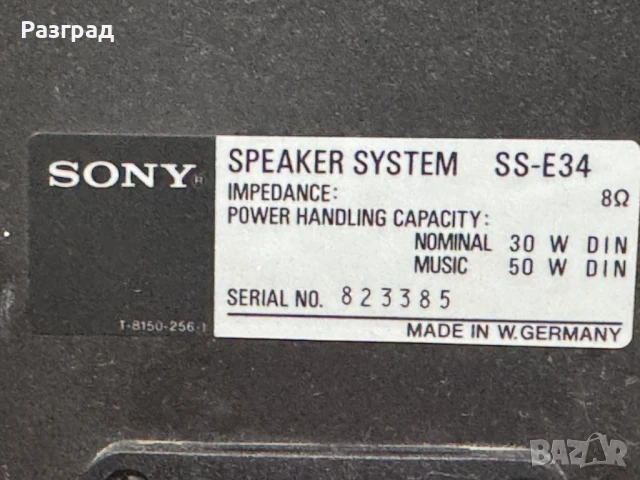 Разград
SONY®
SPEAKER SYSTEM SS-E34
IMPEDANCE: 8Ω
POWER HANDLING CAPACITY:
NOMINAL 30 W DIN
MUSIC 50 W DIN
SERIAL NO. 823385
T-8150-256-1
MADE IN W.GERMANY
BAZAR